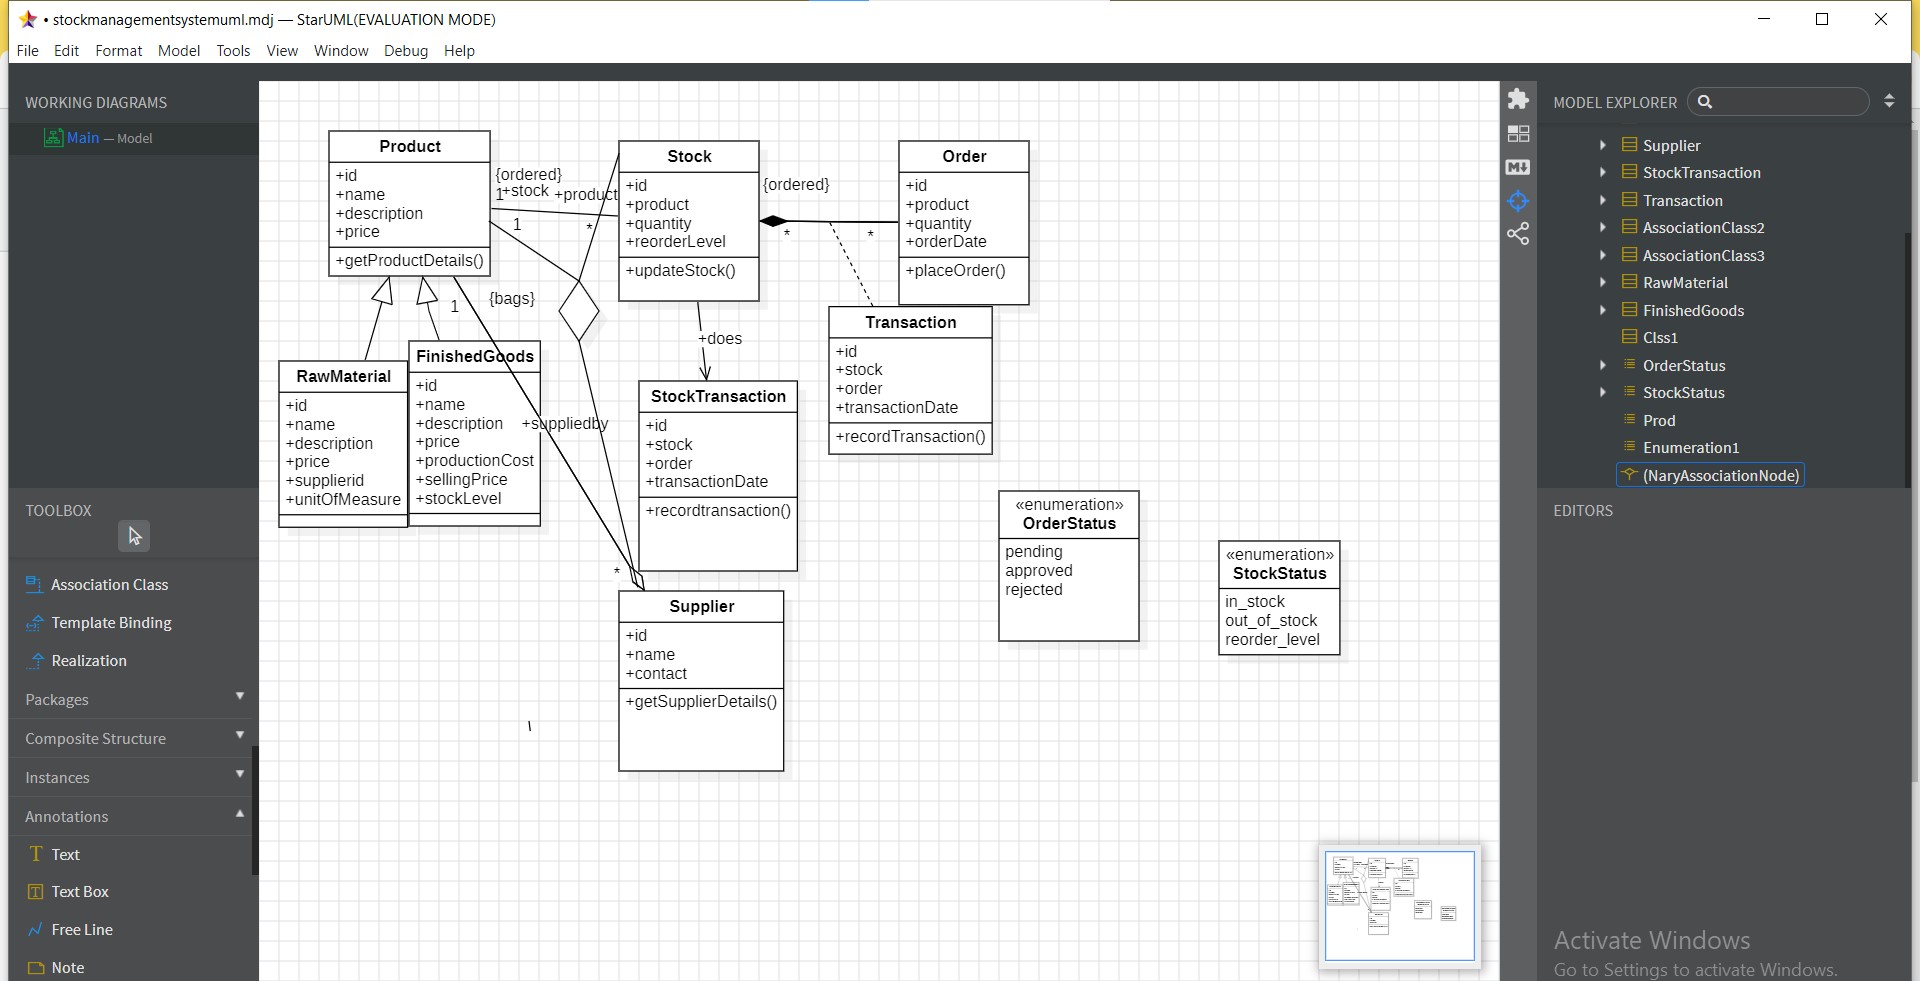 • stockmanagementsystemuml.mdj — StarUML(EVALUATION MODE)
File Edit Format Model Tools View Window Debug Help
WORKING DIAGRAMS
Main — Model
TOOLBOX
Association Class
Template Binding
Realization
Packages
Composite Structure
Instances
Annotations
Text
Text Box
Free Line
Note
Product
+id
+name
+description
+price
+getProductDetails()
{ordered}
1
+stock
+product
1
*
Stock
+id
+product
+quantity
+reorderLevel
+updateStock()
{ordered}
*
*
Order
+id
+product
+quantity
+orderDate
+placeOrder()
1
{bags}
+does
RawMaterial
+id
+name
+description
+price
+supplierid
+unitOfMeasure
FinishedGoods
+id
+name
+description
+price
+productionCost
+sellingPrice
+stockLevel
+suppliedby
*
StockTransaction
+id
+stock
+order
+transactionDate
+recordtransaction()
Transaction
+id
+stock
+order
+transactionDate
+recordTransaction()
Supplier
+id
+name
+contact
+getSupplierDetails()
«enumeration»
OrderStatus
pending
approved
rejected
«enumeration»
StockStatus
in_stock
out_of_stock
reorder_level
MODEL EXPLORER
Supplier
StockTransaction
Transaction
AssociationClass2
AssociationClass3
RawMaterial
FinishedGoods
Clss1
OrderStatus
StockStatus
Prod
Enumeration1
(NaryAssociationNode)
EDITORS
Activate Windows
Go to Settings to activate Windows.